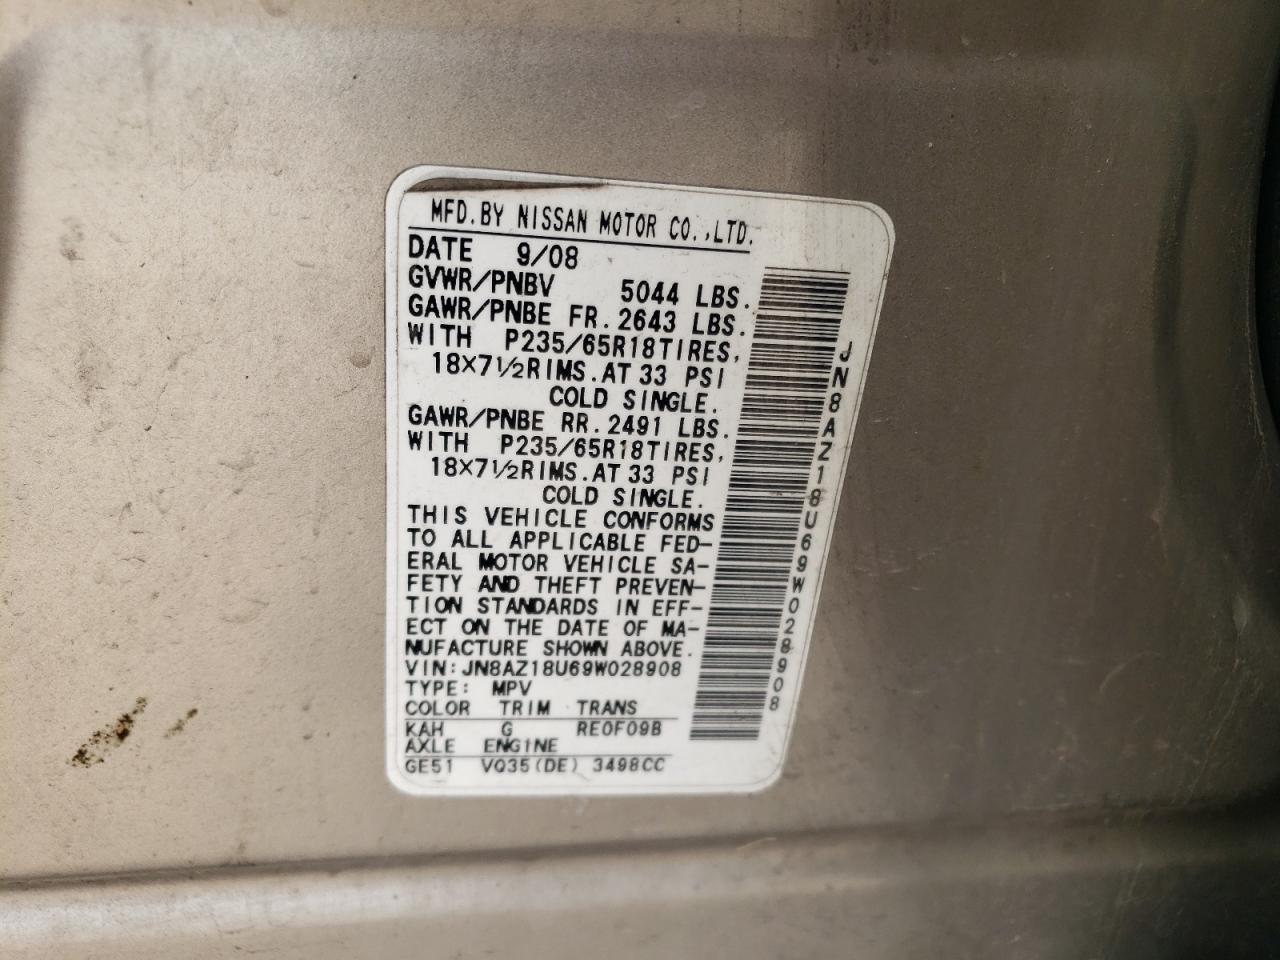 MFD. BY NISSAN MOTOR CO., LTD.
DATE 9/08
GVWR/PNBV 5044 LBS.
GAWR/PNBE FR. 2643 LBS.
WITH P235/65R18TIRES,
18×7½RIMS. AT 33 PSI
COLD SINGLE.
GAWR/PNBE RR. 2491 LBS.
WITH P235/65R18TIRES,
18×7½RIMS. AT 33 PSI
COLD SINGLE.
THIS VEHICLE CONFORMS
TO ALL APPLICABLE FED-
ERAL MOTOR VEHICLE SA-
FETY AND THEFT PREVEN-
TION STANDARDS IN EFF-
ECT ON THE DATE OF MA-
NUFACTURE SHOWN ABOVE.
VIN: JN8AZ18U69W028908
TYPE: MPV
COLOR TRIM TRANS
KAH G RE0F09B
AXLE ENGINE
GE51 VQ35(DE) 3498CC
JN8AZ18U69W028908